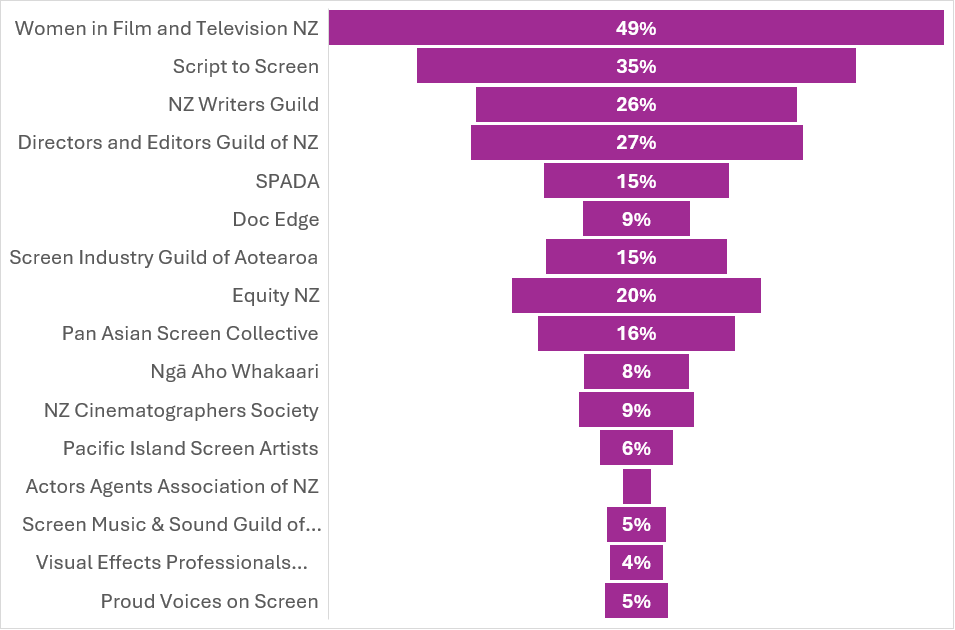 Women in Film and Television NZ 49%
Script to Screen 35%
NZ Writers Guild 26%
Directors and Editors Guild of NZ 27%
SPADA 15%
Doc Edge 9%
Screen Industry Guild of Aotearoa 15%
Equity NZ 20%
Pan Asian Screen Collective 16%
Ngā Aho Whakaari 8%
NZ Cinematographers Society 9%
Pacific Island Screen Artists 6%
Actors Agents Association of NZ
Screen Music & Sound Guild of... 5%
Visual Effects Professionals... 4%
Proud Voices on Screen 5%